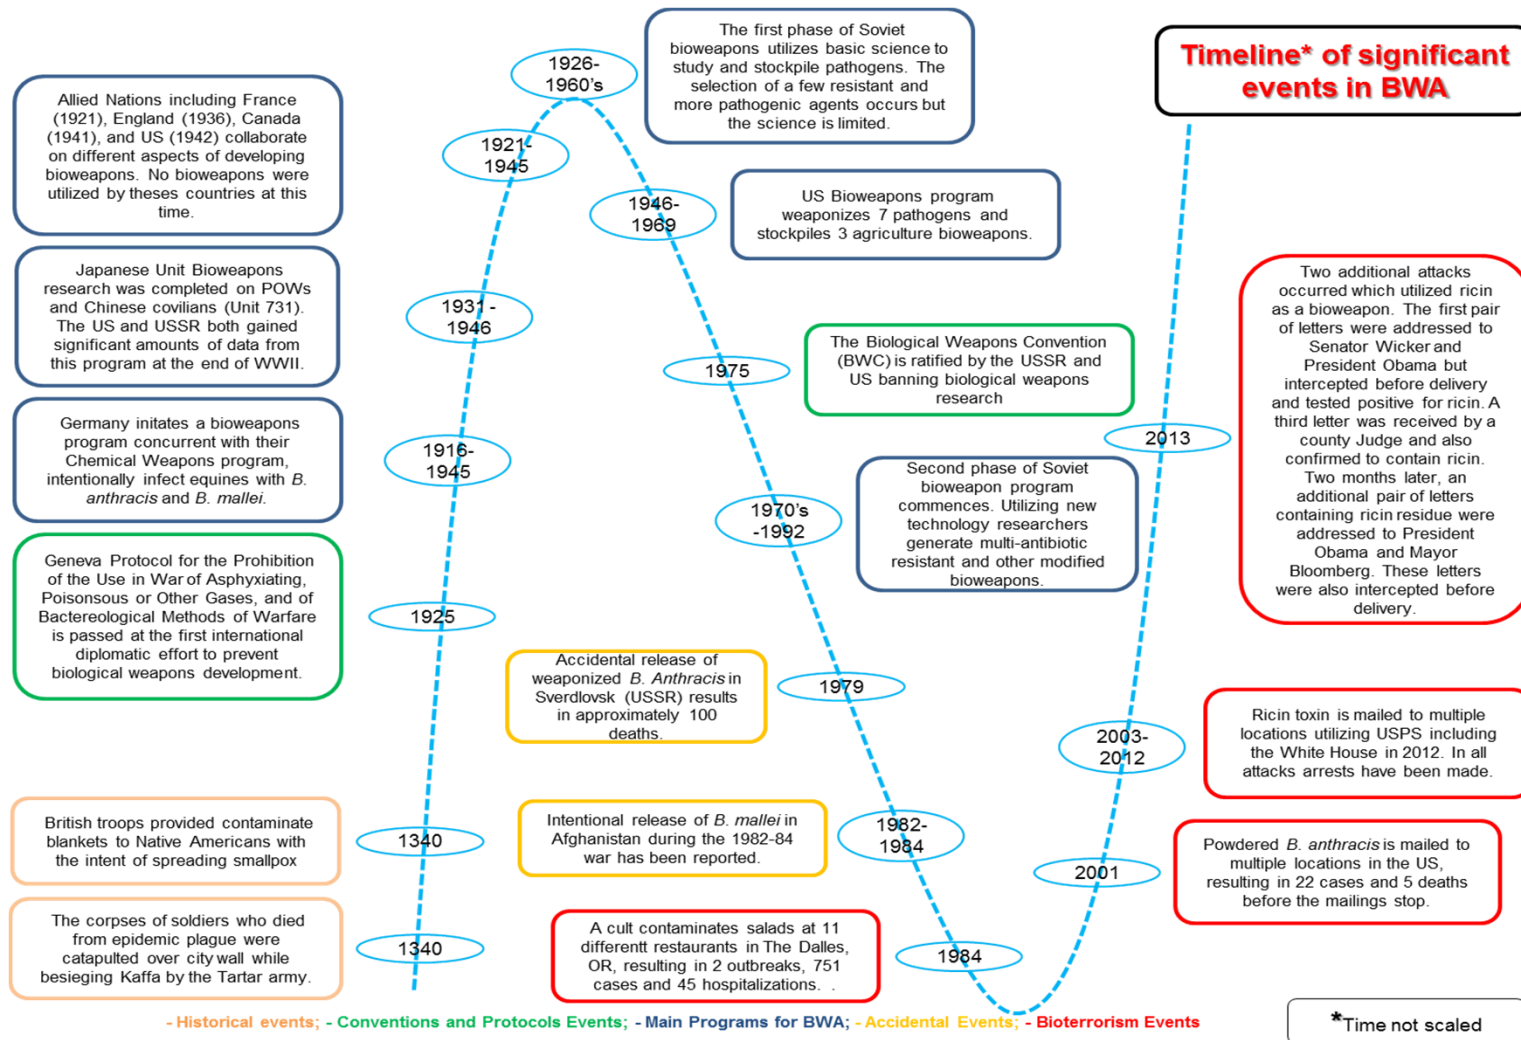 Timeline* of significant
events in BWA
The first phase of Soviet
bioweapons utilizes basic science to
study and stockpile pathogens. The
selection of a few resistant and
more pathogenic agents occurs but
the science is limited.
1926-
1960's
Allied Nations including France
(1921), England (1936), Canada
(1941), and US (1942) collaborate
on different aspects of developing
bioweapons. No bioweapons were
utilized by theses countries at this
time.
1921-
1945
1946-
1969
US Bioweapons program
weaponizes 7 pathogens and
stockpiles 3 agriculture bioweapons.
Japanese Unit Bioweapons
research was completed on POWs
and Chinese covilians (Unit 731).
The US and USSR both gained
significant amounts of data from
this program at the end of WWII.
1931 -
1946
1975
The Biological Weapons Convention
(BWC) is ratified by the USSR and
US banning biological weapons
research
Two additional attacks
occurred which utilized ricin
as a bioweapon. The first pair
of letters were addressed to
Senator Wicker and
President Obama but
intercepted before delivery
and tested positive for ricin. A
third letter was received by a
county Judge and also
confirmed to contain ricin.
Two months later, an
additional pair of letters
containing ricin residue were
addressed to President
Obama and Mayor
Bloomberg. These letters
were also intercepted before
delivery.
2013
Germany initates a bioweapons
program concurrent with their
Chemical Weapons program,
intentionally infect equines with B.
anthracis and B. mallei.
1916-
1945
1970's
-1992
Second phase of Soviet
bioweapon program
commences. Utilizing new
technology researchers
generate multi-antibiotic
resistant and other modified
bioweapons.
Geneva Protocol for the Prohibition
of the Use in War of Asphyxiating,
Poisonsous or Other Gases, and of
Bactereological Methods of Warfare
is passed at the first international
diplomatic effort to prevent
biological weapons development.
1925
Accidental release of
weaponized B. Anthracis in
Sverdlovsk (USSR) results
in approximately 100
deaths.
1979
2003-
2012
Ricin toxin is mailed to multiple
locations utilizing USPS including
the White House in 2012. In all
attacks arrests have been made.
British troops provided contaminate
blankets to Native Americans with
the intent of spreading smallpox
1340
Intentional release of B. mallei in
Afghanistan during the 1982-84
war has been reported.
1982-
1984
2001
Powdered B. anthracis is mailed to
multiple locations in the US,
resulting in 22 cases and 5 deaths
before the mailings stop.
The corpses of soldiers who died
from epidemic plague were
catapulted over city wall while
besieging Kaffa by the Tartar army.
1340
A cult contaminates salads at 11
differentt restaurants in The Dalles,
OR, resulting in 2 outbreaks, 751
cases and 45 hospitalizations. .
1984
- Historical events; - Conventions and Protocols Events; - Main Programs for BWA; - Accidental Events; - Bioterrorism Events
*Time not scaled